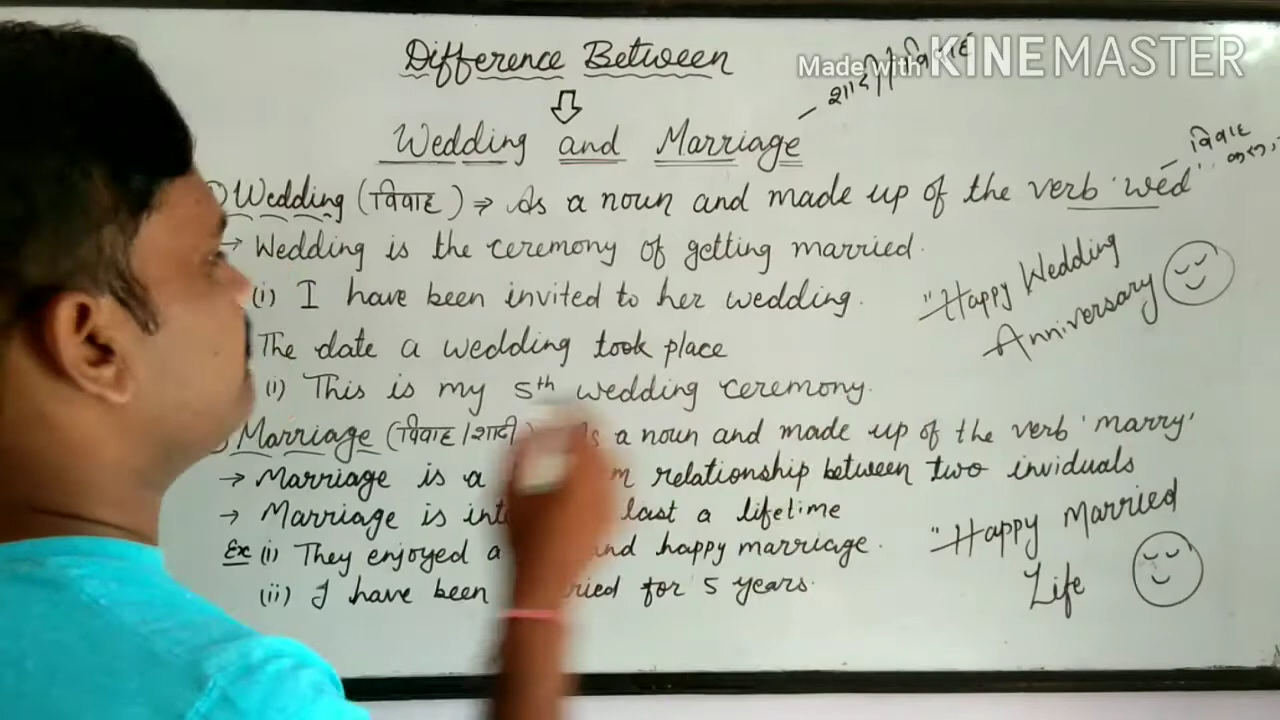 Difference Between
Made with KINEMASTER
Wedding and Marriage
विवाह
Wedding (विवाह) ⇒ As a noun and made up of the verb 'wed'
→ Wedding is the ceremony of getting married.
(i) I have been invited to her wedding.
"Happy Wedding
Anniversary
The date a wedding took place
(i) This is my 5th wedding ceremony.
Marriage (विवाह/शादी) a noun and made up of the verb 'marry'
→ Marriage is a relationship between two inviduals
→ Marriage is last a lifetime
Ex (i) They enjoyed a happy marriage.
(ii) I have been for 5 years.
"Happy Married
Life